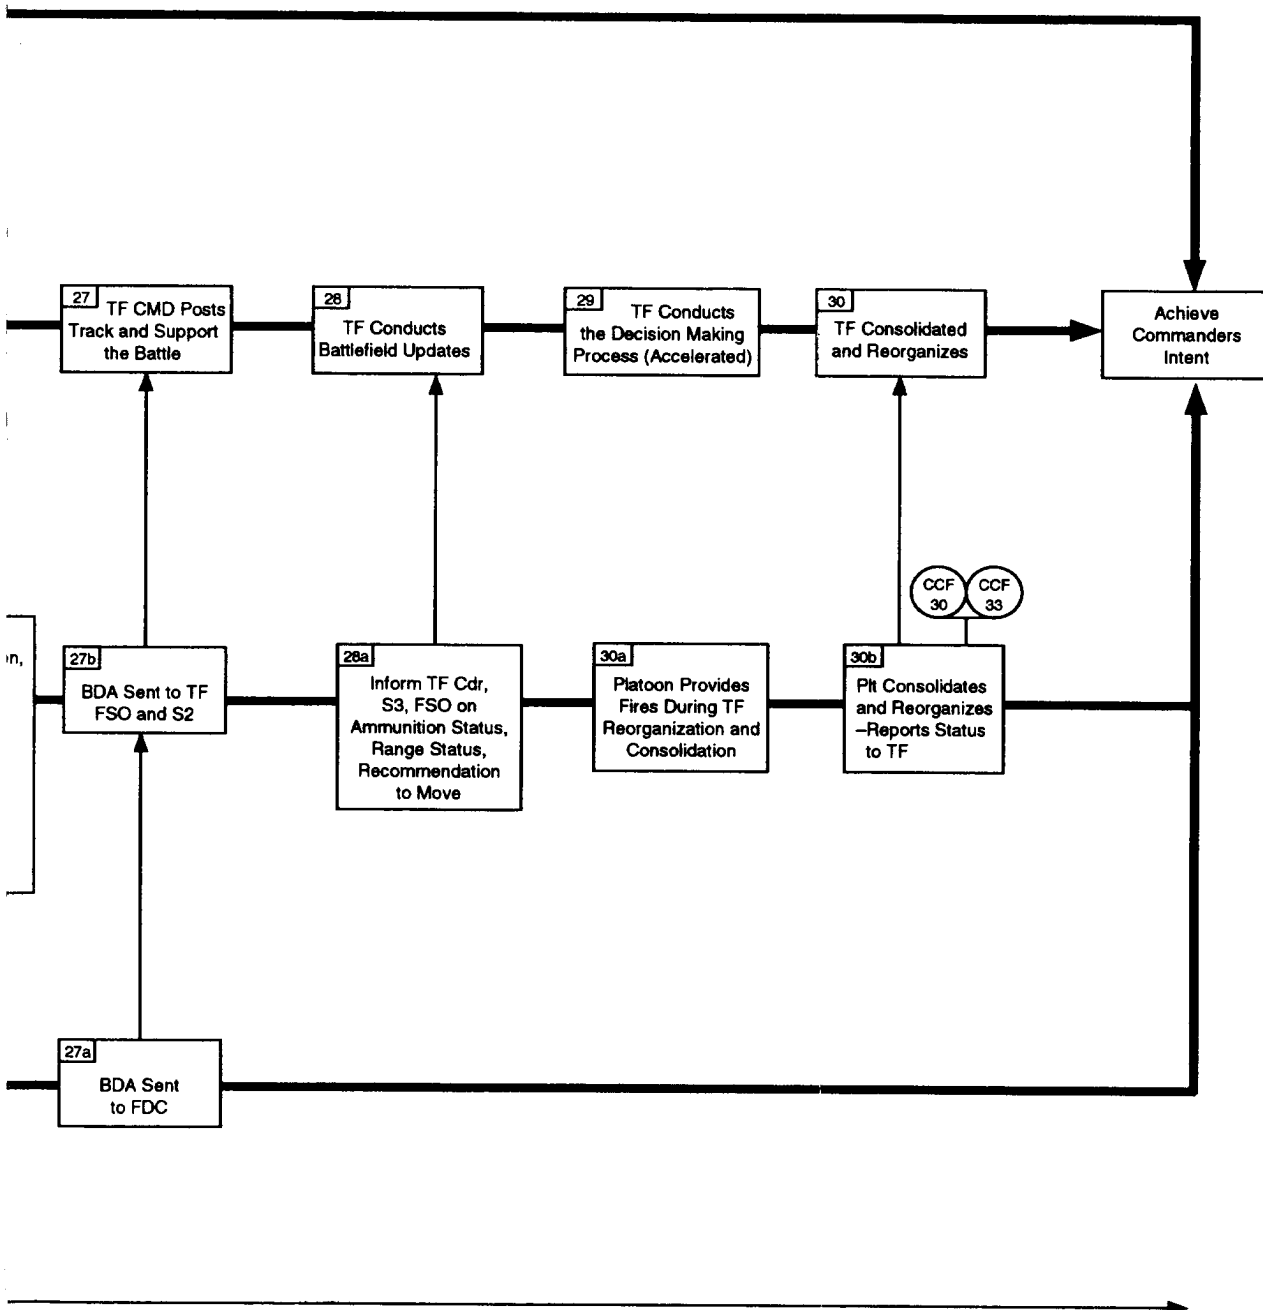 27
TF CMD Posts
Track and Support
the Battle
28
TF Conducts
Battlefield Updates
29
TF Conducts
the Decision Making
Process (Accelerated)
30
TF Consolidated
and Reorganizes
Achieve
Commanders
Intent
CCF
30
CCF
33
27b
BDA Sent to TF
FSO and S2
28a
Inform TF Cdr,
S3, FSO on
Ammunition Status,
Range Status,
Recommendation
to Move
30a
Platoon Provides
Fires During TF
Reorganization and
Consolidation
30b
Plt Consolidates
and Reorganizes
–Reports Status
to TF
27a
BDA Sent
to FDC